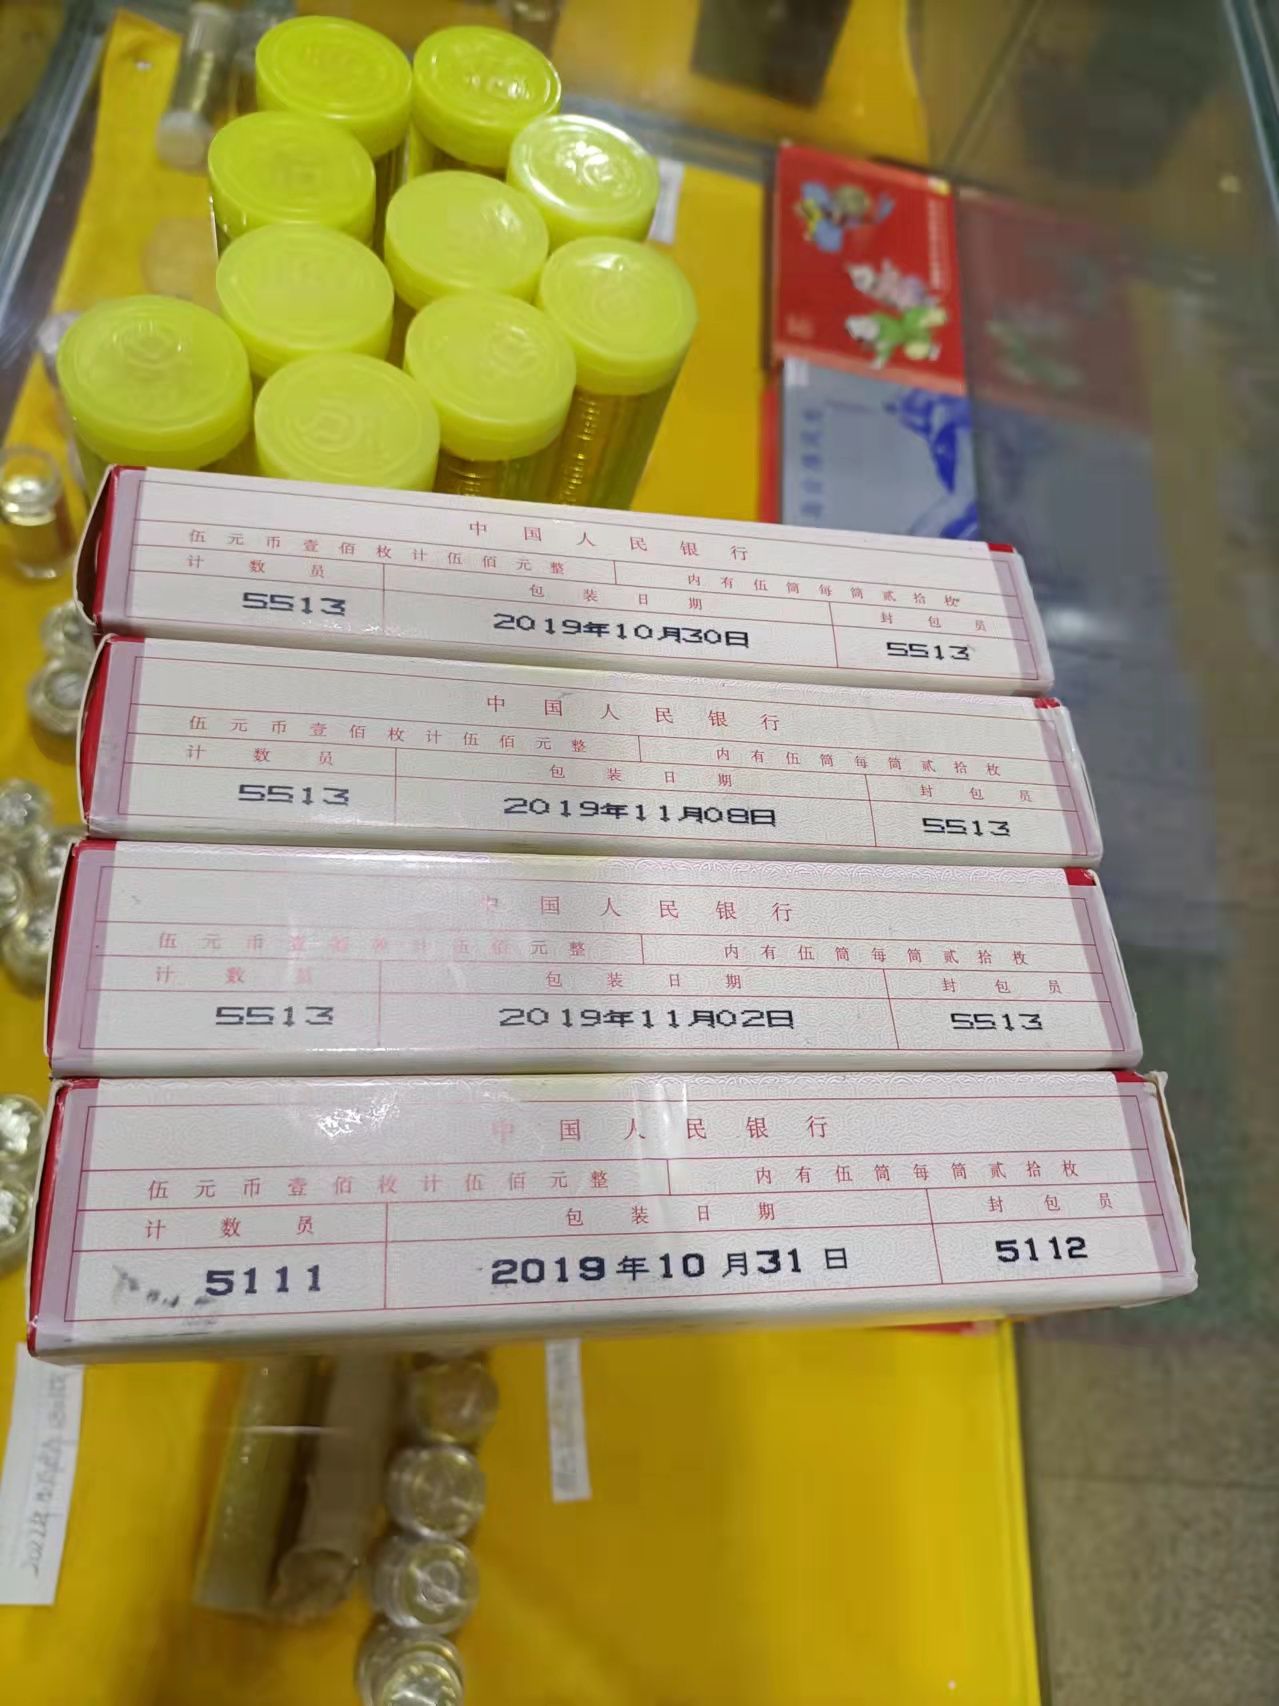 中国人民银行
伍元币壹佰枚计伍佰元整 内有伍筒每筒贰拾枚
计数员 包装日期 封包员
5513 2019年10月30日 5513
中国人民银行
伍元币壹佰枚计伍佰元整 内有伍筒每筒贰拾枚
计数员 包装日期 封包员
5513 2019年11月08日 5513
中国人民银行
伍元币壹佰枚计伍佰元整 内有伍筒每筒贰拾枚
计数员 包装日期 封包员
5513 2019年11月02日 5513
中国人民银行
伍元币壹佰枚计伍佰元整 内有伍筒每筒贰拾枚
计数员 包装日期 封包员
5111 2019年10月31日 5112